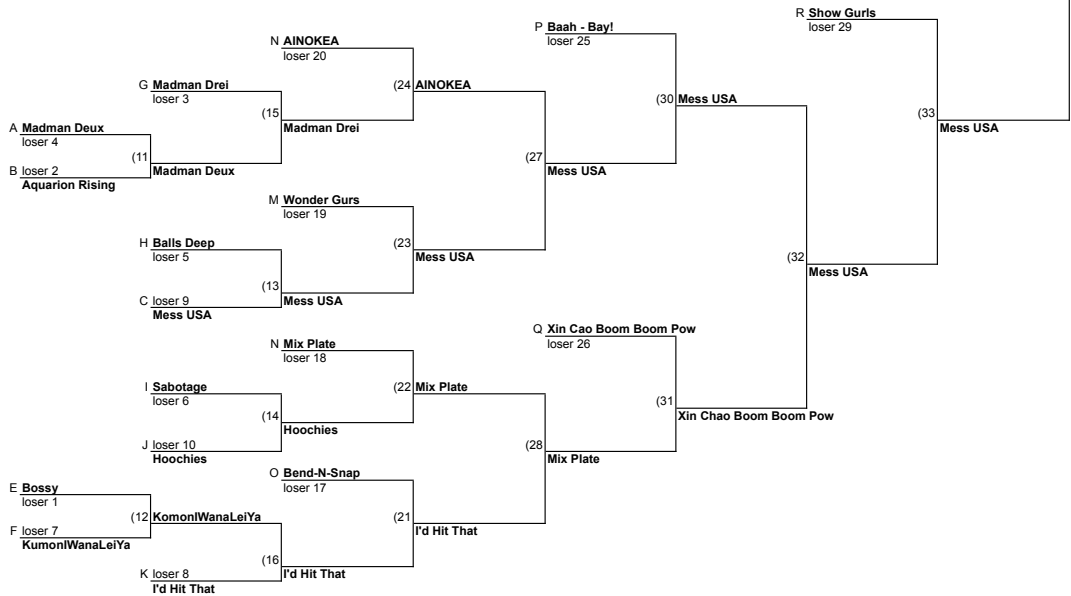 R Show Gurls
loser 29
P Baah - Bay!
loser 25
N AINOKEA
loser 20
G Madman Drei
loser 3
(24 AINOKEA
(30 Mess USA
(15
Madman Drei
(33
Mess USA
A Madman Deux
loser 4
(11
Madman Deux
B loser 2
Aquarion Rising
(27
Mess USA
M Wonder Gurs
loser 19
H Balls Deep
loser 5
(23
Mess USA
(32
Mess USA
(13
Mess USA
C loser 9
Mess USA
Q Xin Cao Boom Boom Pow
loser 26
N Mix Plate
loser 18
I Sabotage
loser 6
(22 Mix Plate
(31
Xin Chao Boom Boom Pow
(14
Hoochies
J loser 10
Hoochies
(28
Mix Plate
O Bend-N-Snap
loser 17
E Bossy
loser 1
(12 KomonIWanaLeiYa
(21
I'd Hit That
F loser 7
KumonIWanaLeiYa
(16
I'd Hit That
K loser 8
I'd Hit That